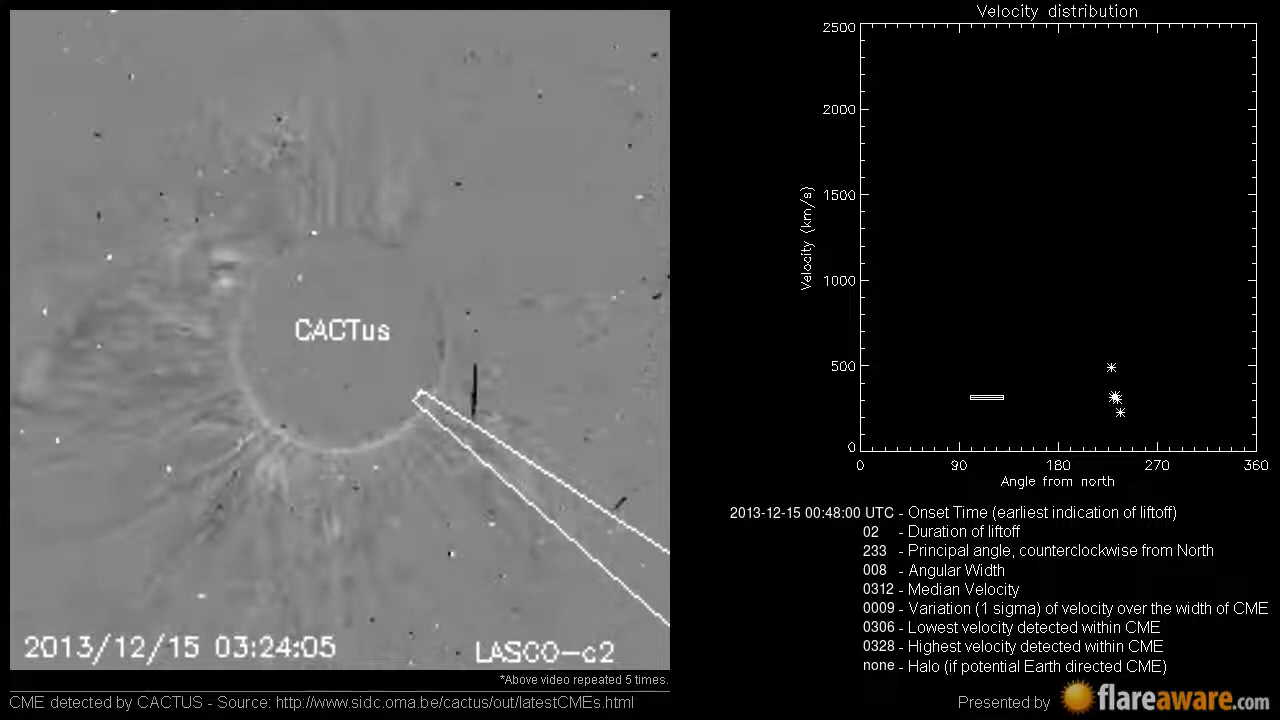 CACTus
2013/12/15 03:24:05
LASCO-c2
*Above video repeated 5 times.
CME detected by CACTUS - Source: http://www.sidc.oma.be/cactus/out/latestCMEs.html
Velocity distribution
2500
2000
1500
1000
500
0
Velocity (km/s)
0 90 180 270 360
Angle from north
2013-12-15 00:48:00 UTC - Onset Time (earliest indication of liftoff)
02 - Duration of liftoff
233 - Principal angle, counterclockwise from North
008 - Angular Width
0312 - Median Velocity
0009 - Variation (1 sigma) of velocity over the width of CME
0306 - Lowest velocity detected within CME
0328 - Highest velocity detected within CME
none - Halo (if potential Earth directed CME)
Presented by flareaware.com